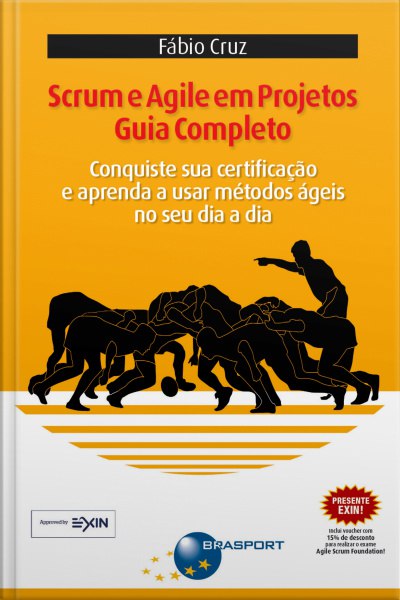 Fábio Cruz
Scrum e Agile em Projetos
Guia Completo
Conquiste sua certificação
e aprenda a usar métodos ágeis
no seu dia a dia
Approved by EXIN
BRASPORT
PRESENTE
EXIN!
Inclui voucher com
15% de desconto
para realizar o exame
Agile Scrum Foundation!